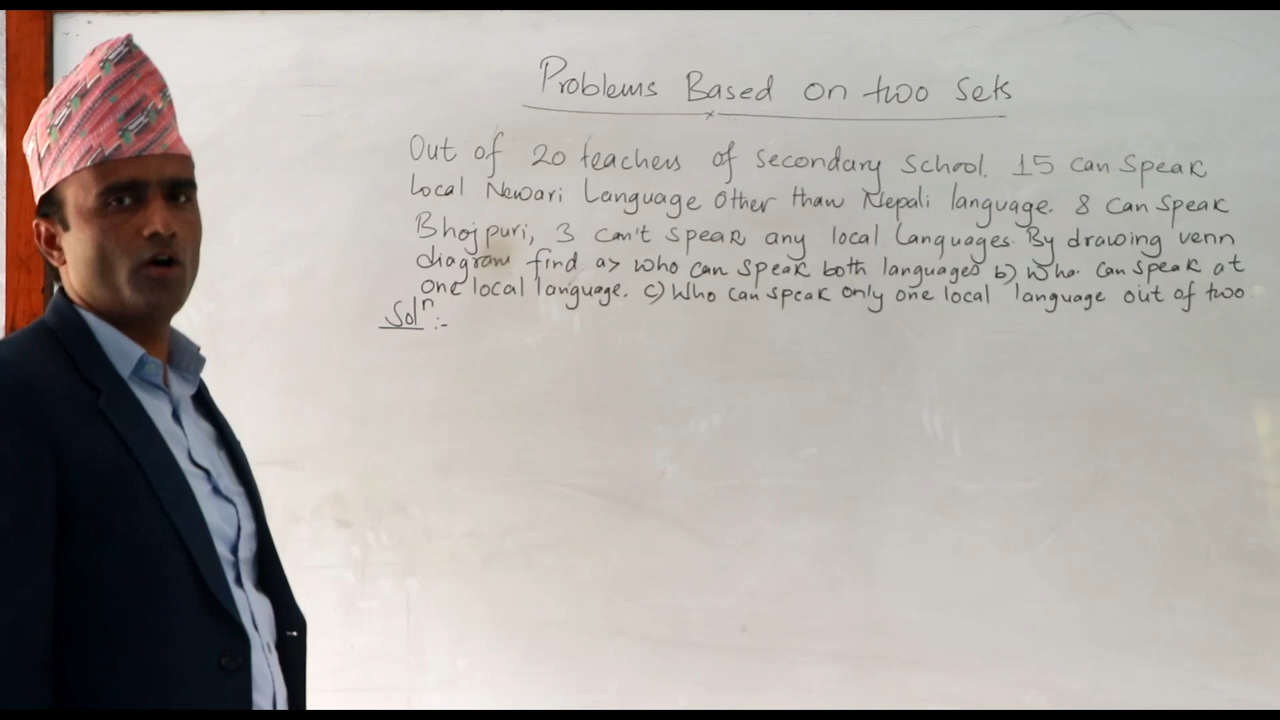 Problems Based on two sets
Out of 20 teachers of secondary school. 15 can speak
local Newari Language other than Nepali language. 8 can speak
Bhojpuri, 3 can't speak any local languages. By drawing venn
diagram find a> who can speak both languages b) who can speak at
one local language. c) Who can speak only one local language out of two
Solⁿ :-